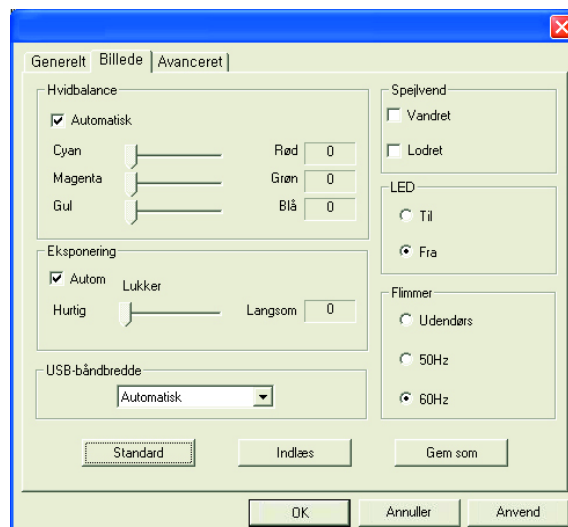 Generelt Billede Avanceret
Hvidbalance
Automatisk
Cyan Rød 0
Magenta Grøn 0
Gul Blå 0
Eksponering
Autom
Lukker
Hurtig Langsom 0
USB-båndbredde
Automatisk
Spejlvend
Vandret
Lodret
LED
Til
Fra
Flimmer
Udendørs
50Hz
60Hz
Standard Indlæs Gem som
OK Annuller Anvend